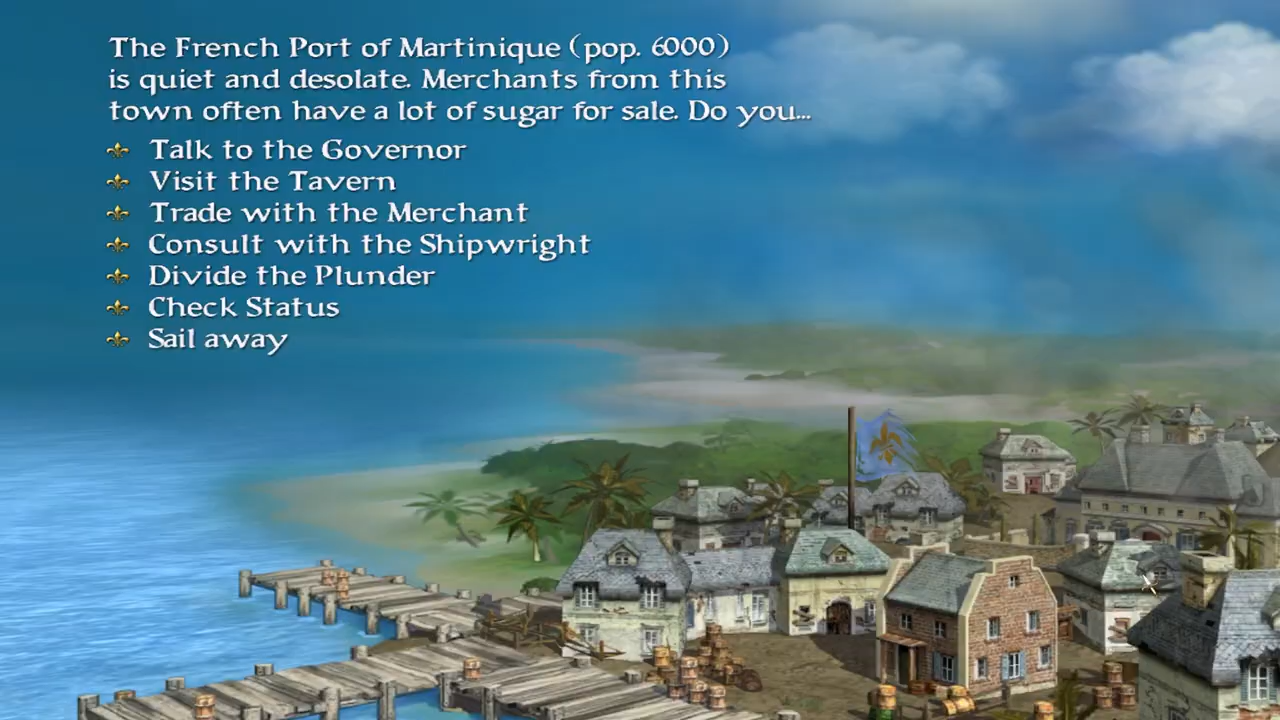 The French Port of Martinique (pop. 6000)
is quiet and desolate. Merchants from this
town often have a lot of sugar for sale. Do you...
Talk to the Governor
Visit the Tavern
Trade with the Merchant
Consult with the Shipwright
Divide the Plunder
Check Status
Sail away